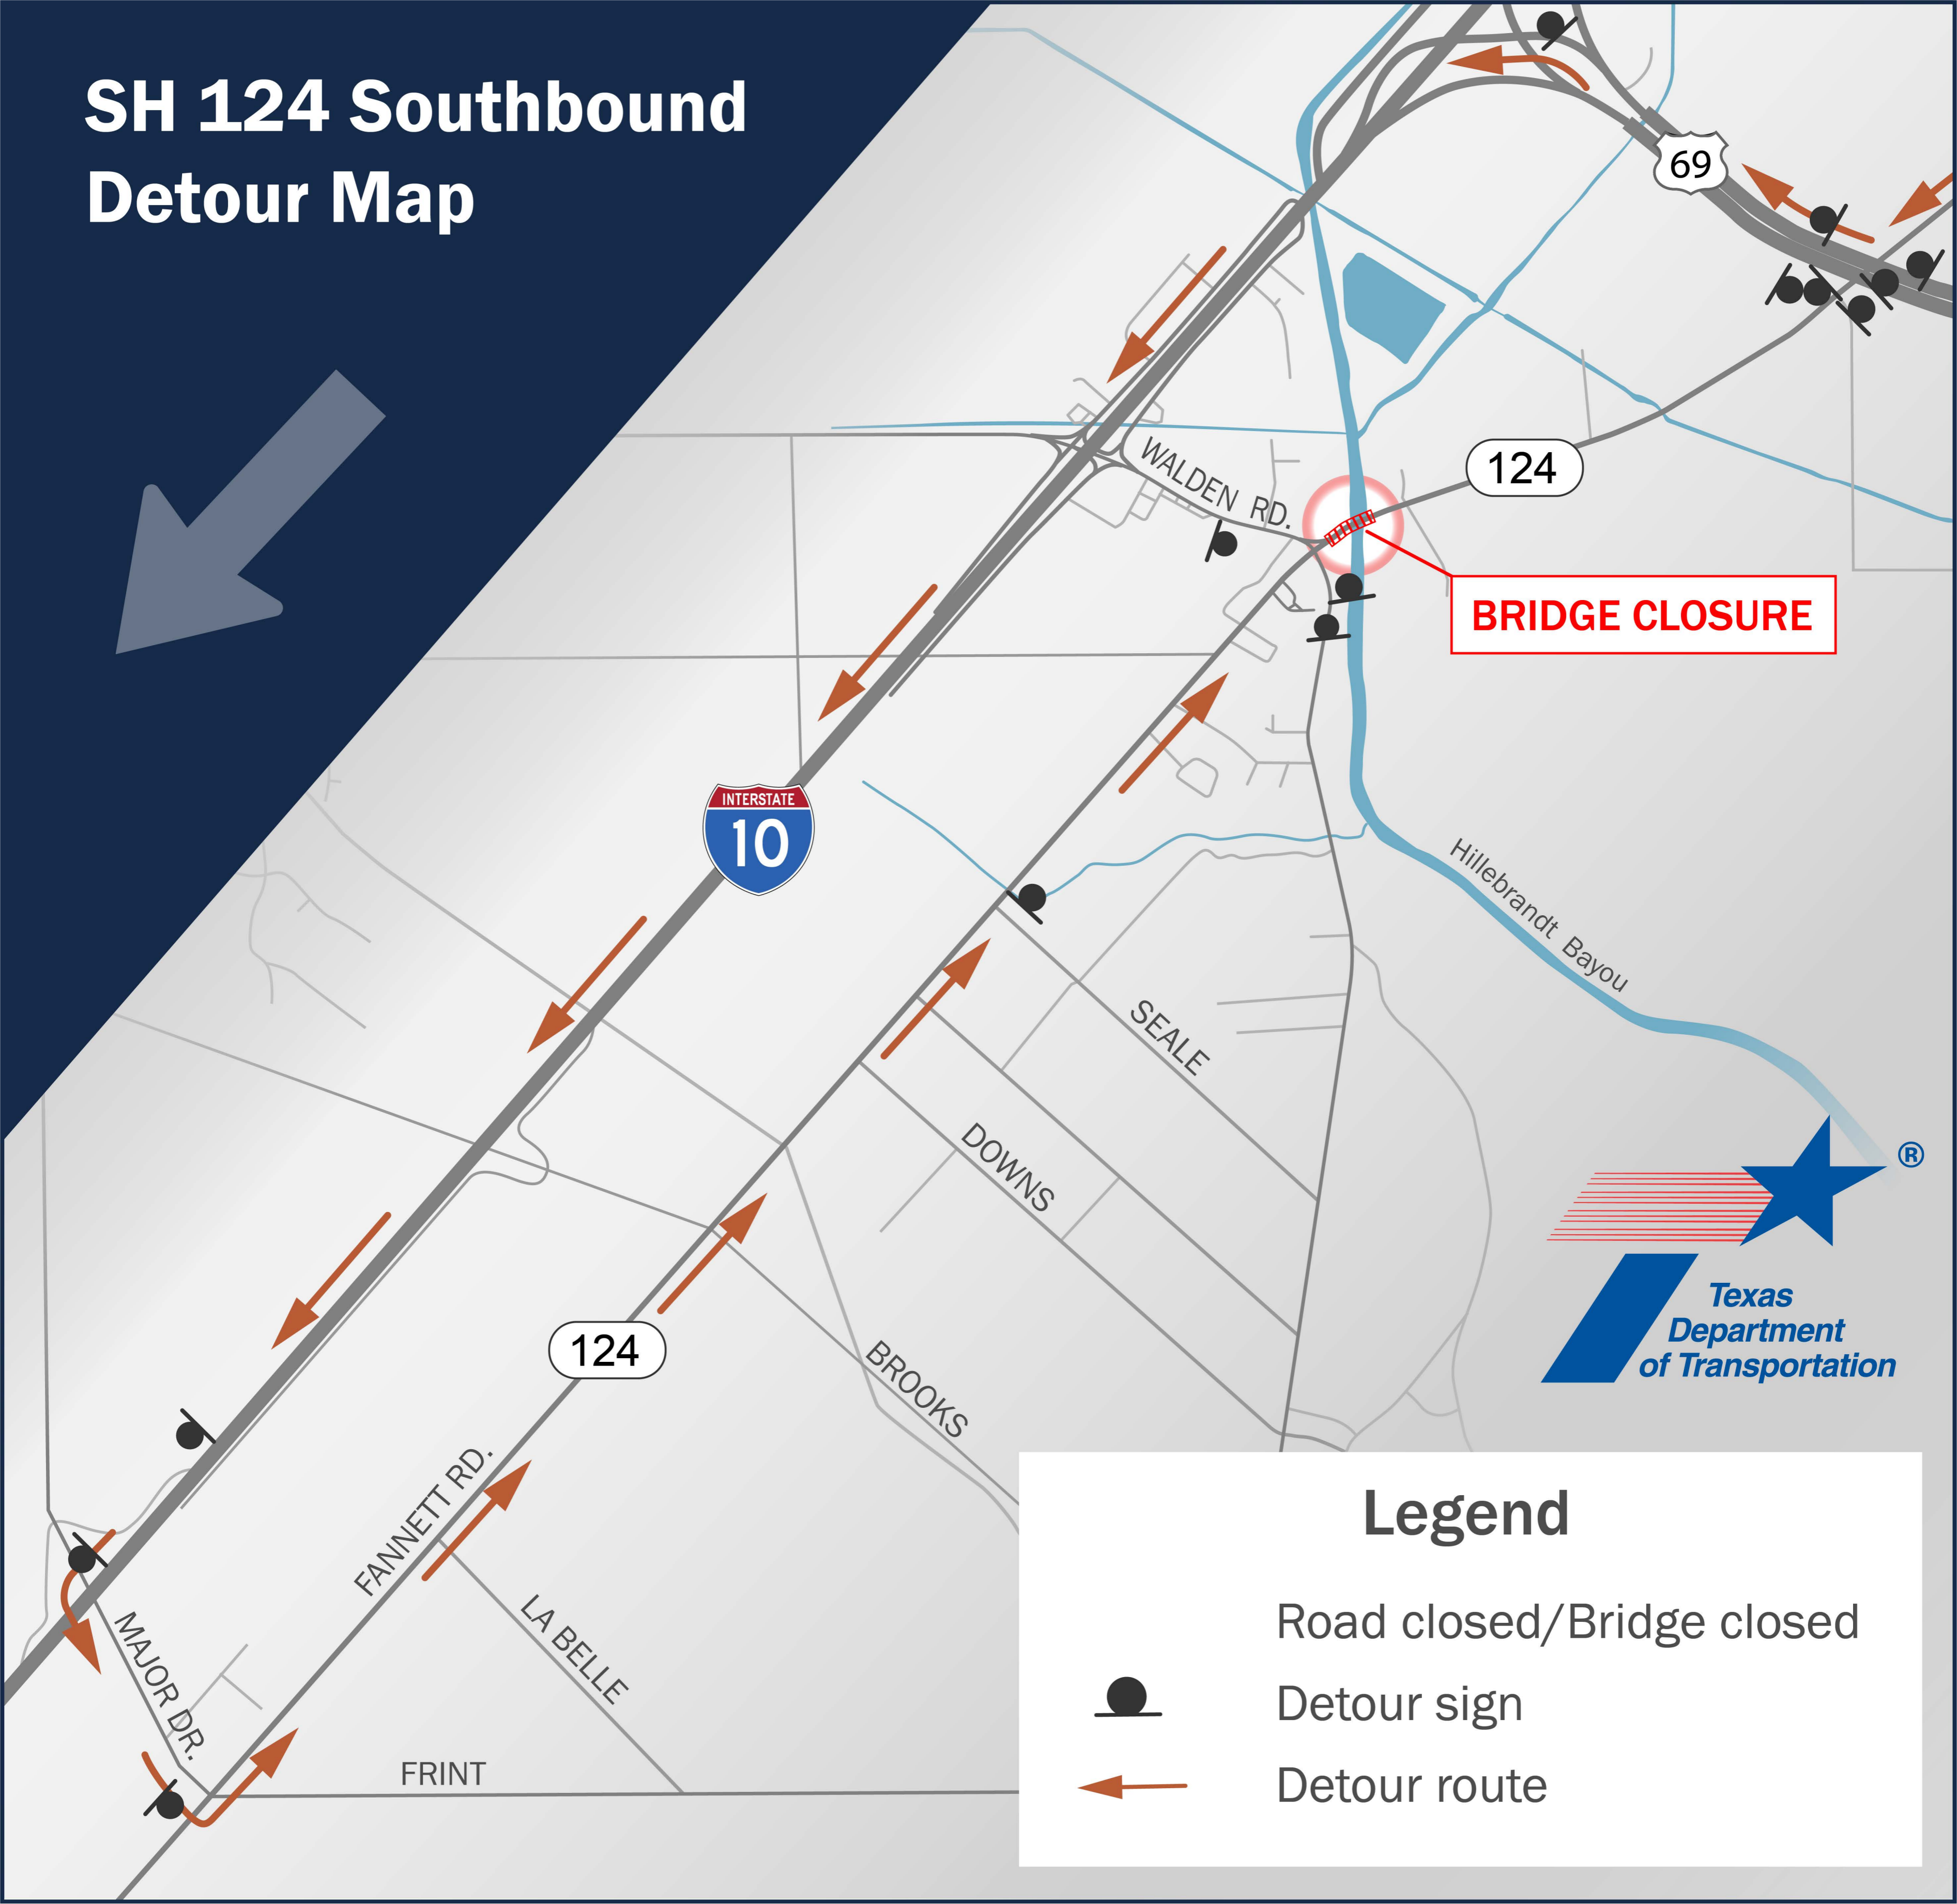 SH 124 Southbound
Detour Map
69
124
WALDEN RD.
BRIDGE CLOSURE
INTERSTATE
10
Hillebrandt Bayou
SEALE
DOWNS
®
Texas
Department
of Transportation
124
BROOKS
FANNETT RD.
LA BELLE
MAJOR DR.
FRINT
Legend
Road closed/Bridge closed
Detour sign
Detour route